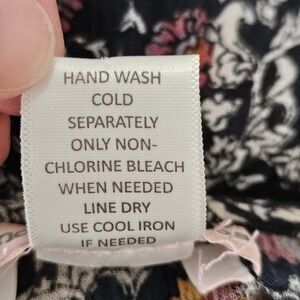 HAND WASH
COLD
SEPARATELY
ONLY NON-
CHLORINE BLEACH
WHEN NEEDED
LINE DRY
USE COOL IRON
IF NEEDED